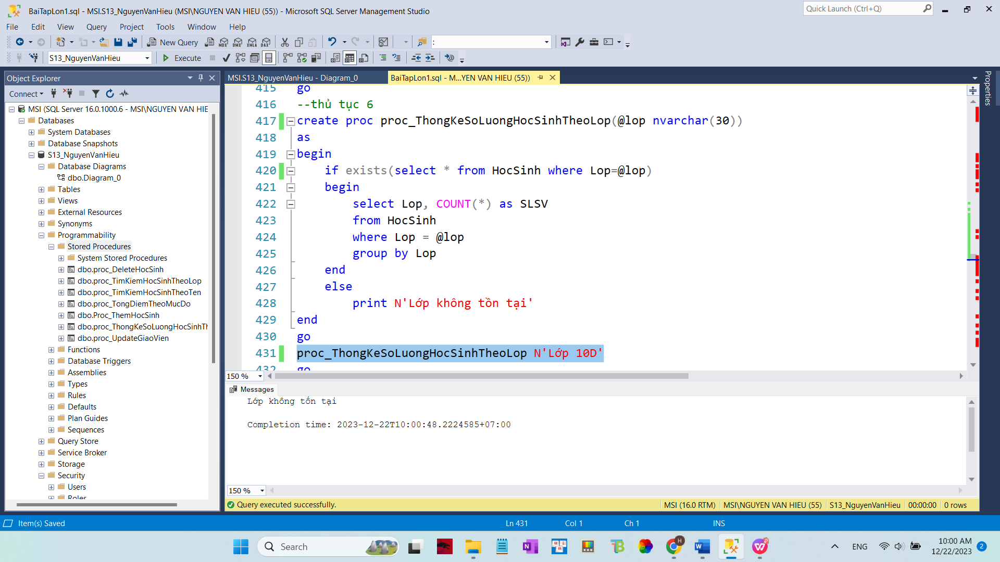 BaiTapLon1.sql - MSI.S13_NguyenVanHieu (MSI\NGUYEN VAN HIEU (55)) - Microsoft SQL Server Management Studio
Quick Launch (Ctrl+Q)
File Edit View Query Project Tools Window Help
New Query MDX DMX XMLA DAX :
S13_NguyenVanHieu Execute
Object Explorer
Connect
MSI (SQL Server 16.0.1000.6 - MSI\NGUYEN VAN HIE
Databases
System Databases
Database Snapshots
S13_NguyenVanHieu
Database Diagrams
dbo.Diagram_0
Tables
Views
External Resources
Synonyms
Programmability
Stored Procedures
System Stored Procedures
dbo.proc_DeleteHocSinh
dbo.proc_TimKiemHocSinhTheoLop
dbo.proc_TimKiemHocSinhTheoTen
dbo.proc_TongDiemTheoMucDo
dbo.Proc_ThemHocSinh
dbo.proc_ThongKeSoLuongHocSinhTh
dbo.proc_UpdateGiaoVien
Functions
Database Triggers
Assemblies
Types
Rules
Defaults
Plan Guides
Sequences
Query Store
Service Broker
Storage
Security
Users
Roles
MSI.S13_NguyenVanHieu - Diagram_0
BaiTapLon1.sql - M...YEN VAN HIEU (55))
Properties
415 go
416 --thủ tục 6
417 create proc proc_ThongKeSoLuongHocSinhTheoLop(@lop nvarchar(30))
418 as
419 begin
420 if exists(select * from HocSinh where Lop=@lop)
421 begin
422 select Lop, COUNT(*) as SLSV
423 from HocSinh
424 where Lop = @lop
425 group by Lop
426 end
427 else
428 print N'Lớp không tồn tại'
429 end
430 go
431 proc_ThongKeSoLuongHocSinhTheoLop N'Lớp 10D'
432 go
150 %
Messages
Lớp không tồn tại
Completion time: 2023-12-22T10:00:48.2224585+07:00
150 %
Query executed successfully. MSI (16.0 RTM) MSI\NGUYEN VAN HIEU (55) S13_NguyenVanHieu 00:00:00 0 rows
Item(s) Saved Ln 431 Col 1 Ch 1 INS
Search
ENG
10:00 AM
12/22/2023
2